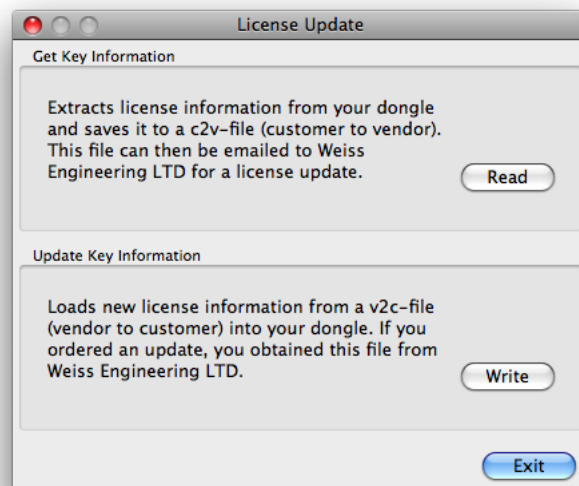 License Update
Get Key Information
Extracts license information from your dongle
and saves it to a c2v-file (customer to vendor).
This file can then be emailed to Weiss
Engineering LTD for a license update.
Read
Update Key Information
Loads new license information from a v2c-file
(vendor to customer) into your dongle. If you
ordered an update, you obtained this file from
Weiss Engineering LTD.
Write
Exit